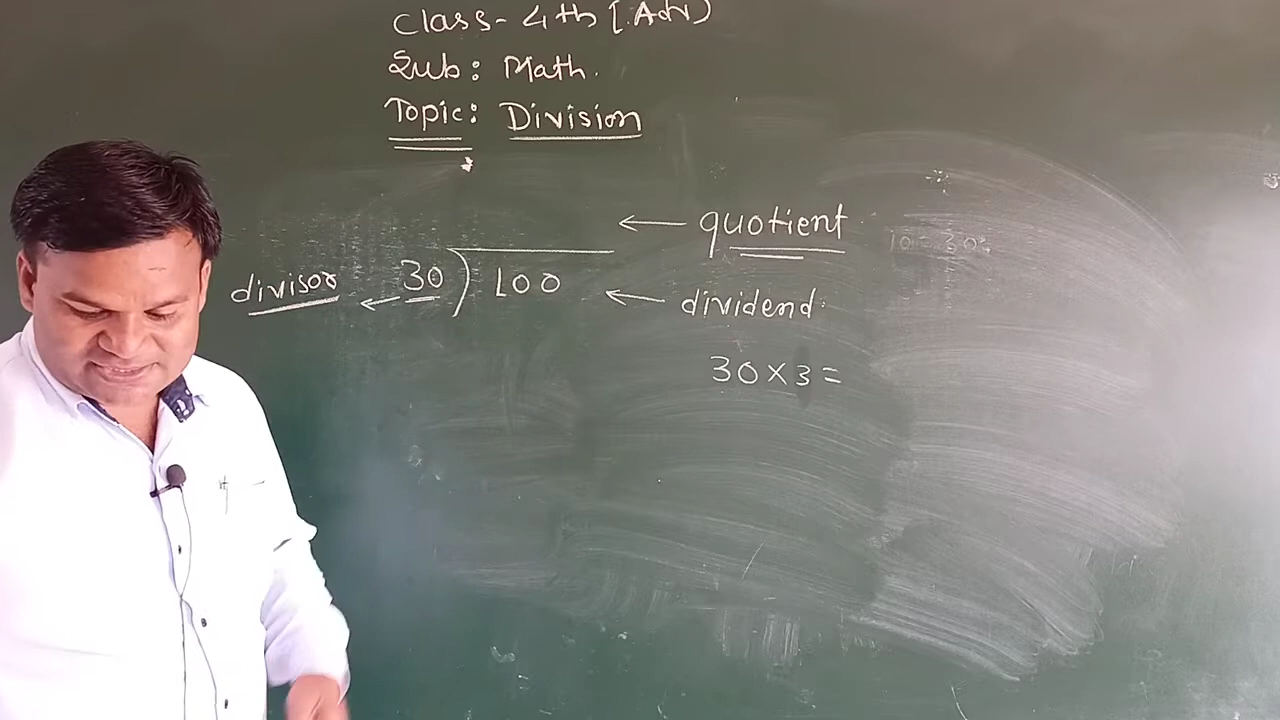 Class- 4th [Adv)
Sub: Math.
Topic: Division
← quotient
divisor ← 30 ) 100 ← dividend.
30×3=